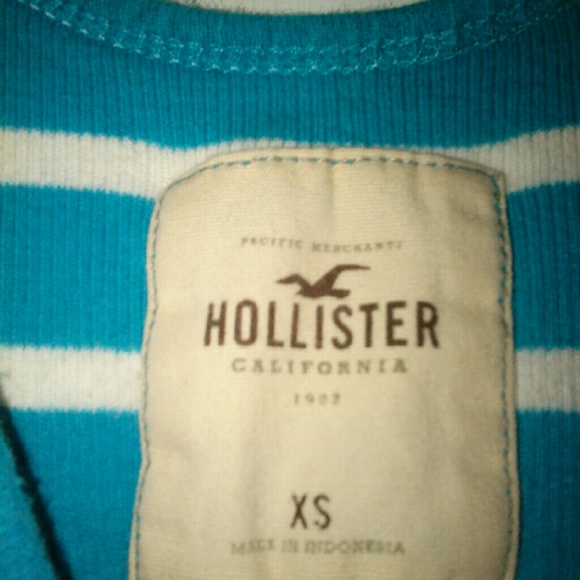 PACIFIC MERCHANTS
HOLLISTER
CALIFORNIA
1922
XS
MADE IN INDONESIA